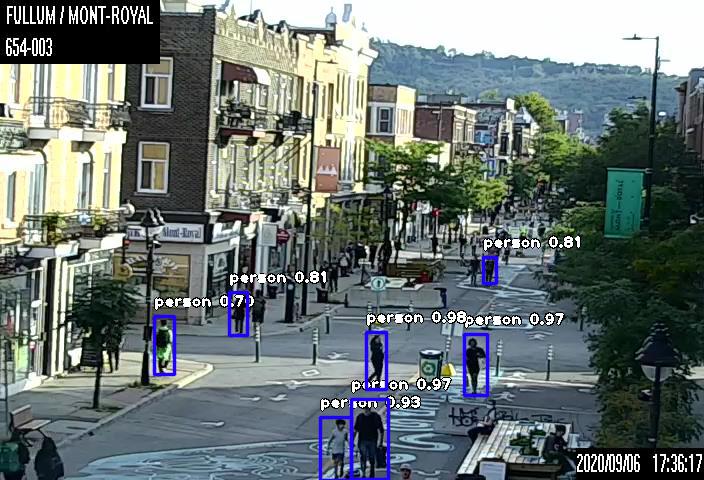 FULLUM / MONT-ROYAL
654-003
person 0.81
person 0.81
person 0.70
person 0.98
person 0.97
person 0.97
person 0.93
Mont-Royal
2020/09/06 17:36:17